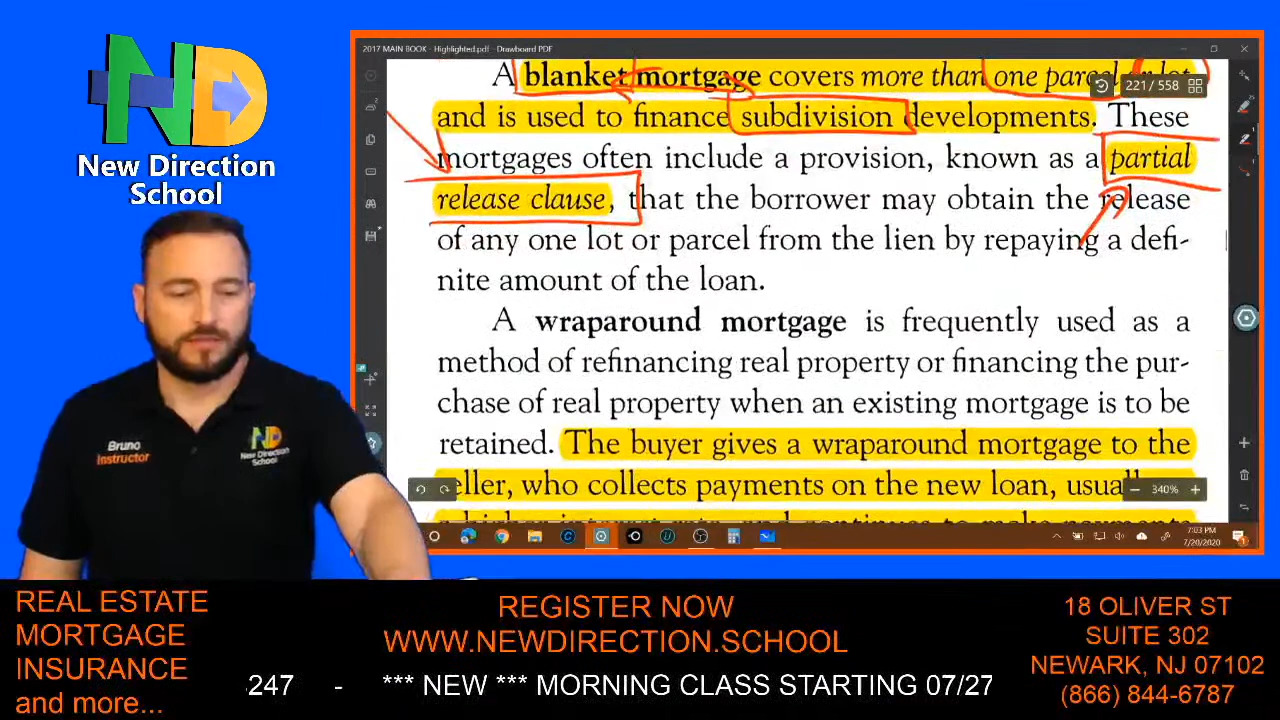 ND
New Direction
School
Bruno
Instructor
ND
New Direction
School
2017 MAIN BOOK - Highlighted.pdf - Drawboard PDF
221 / 558
A blanket mortgage covers more than one parcel or lot
and is used to finance subdivision developments. These
mortgages often include a provision, known as a partial
release clause, that the borrower may obtain the release
of any one lot or parcel from the lien by repaying a defi-
nite amount of the loan.
A wraparound mortgage is frequently used as a
method of refinancing real property or financing the pur-
chase of real property when an existing mortgage is to be
retained. The buyer gives a wraparound mortgage to the
eller, who collects payments on the new loan, usuall
340%
7:03 PM
7/20/2020
REAL ESTATE
MORTGAGE
INSURANCE
and more...
REGISTER NOW
WWW.NEWDIRECTION.SCHOOL
247 - *** NEW *** MORNING CLASS STARTING 07/27
18 OLIVER ST
SUITE 302
NEWARK, NJ 07102
(866) 844-6787